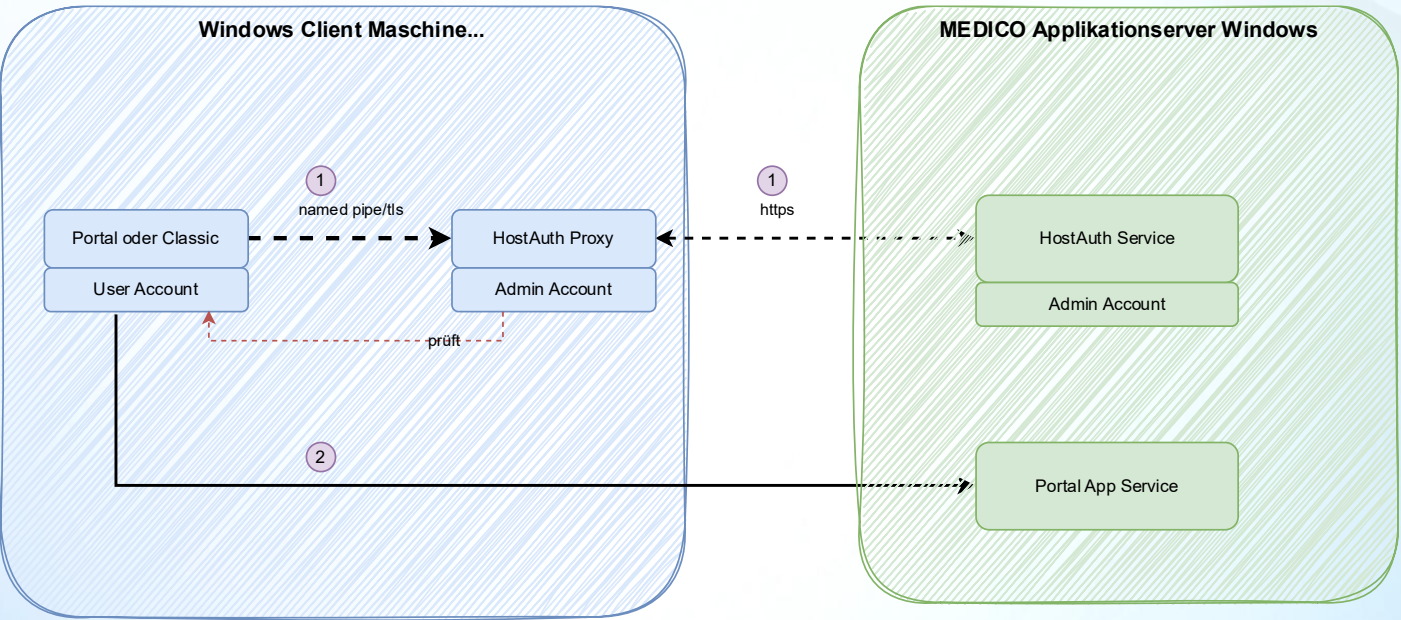 Windows Client Maschine...
MEDICO Applikationserver Windows
1
1
named pipe/tls
https
Portal oder Classic
HostAuth Proxy
HostAuth Service
User Account
Admin Account
Admin Account
prüft
2
Portal App Service